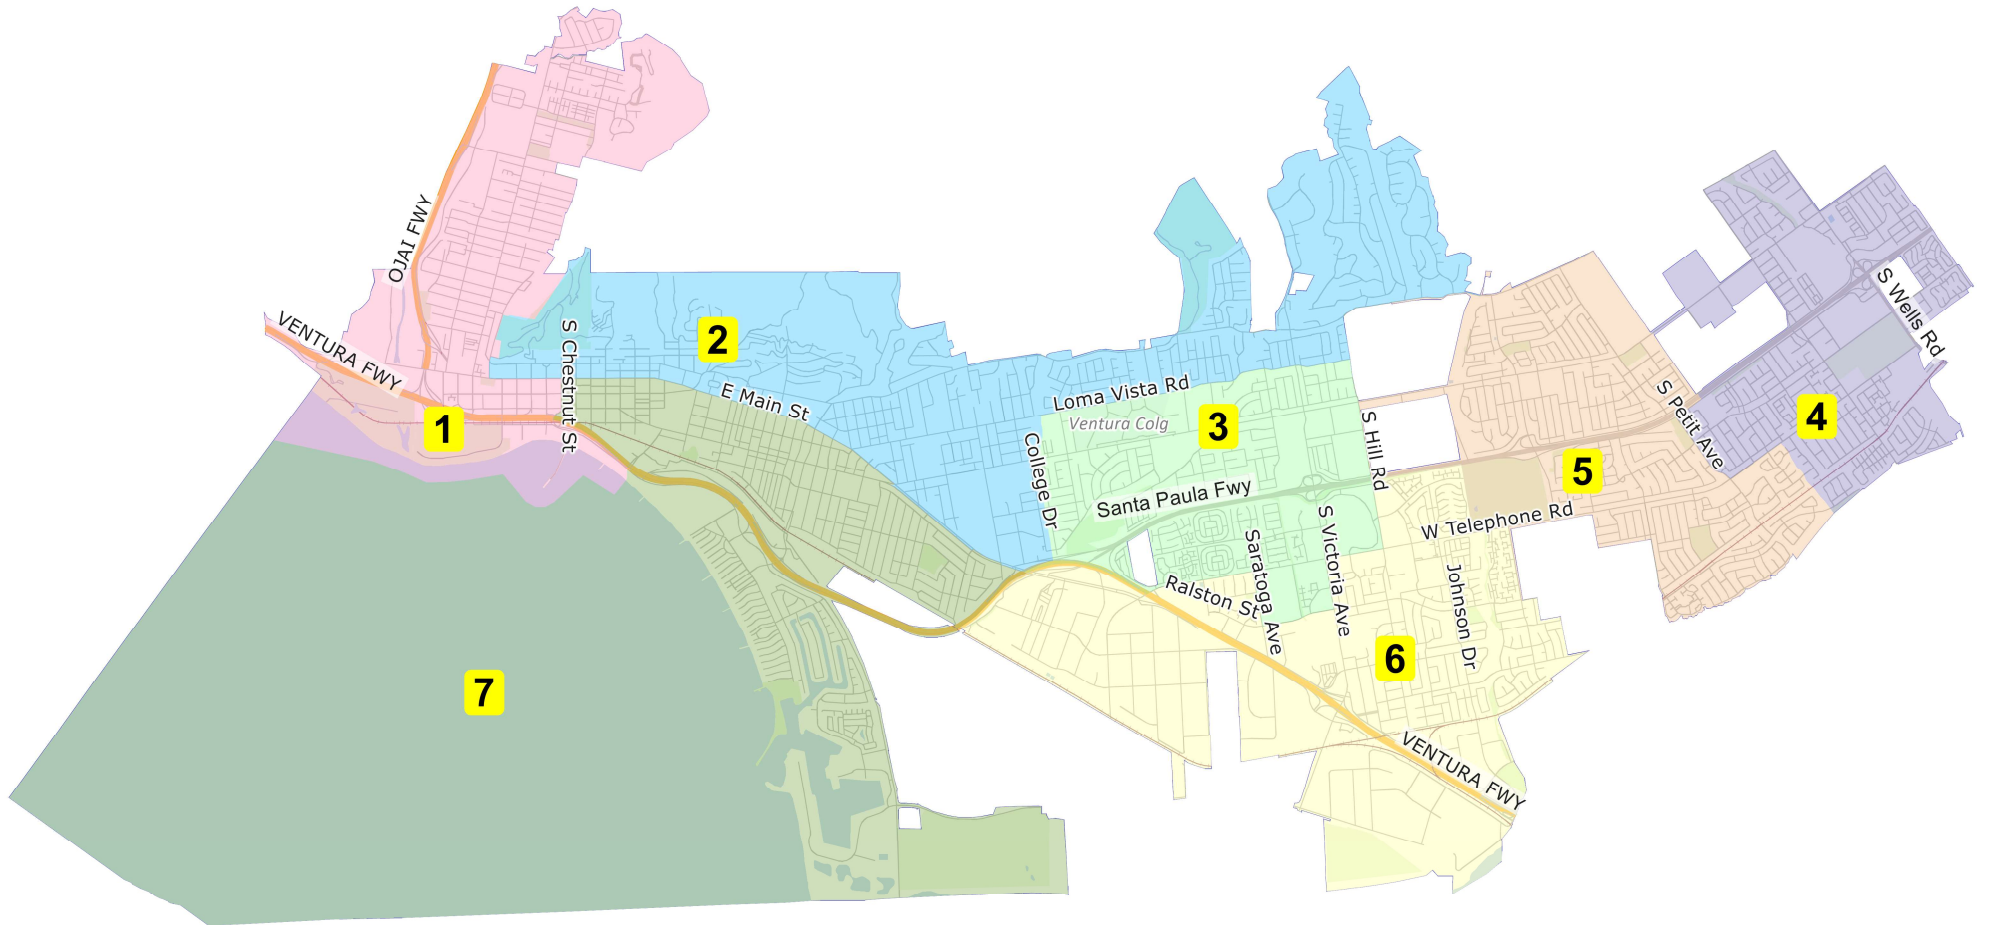 OJAI FWY
VENTURA FWY
1
S Chestnut St
2
E Main St
7
Loma Vista Rd
Ventura Colg
College Dr
3
Santa Paula Fwy
S Hill Rd
Ralston St
Saratoga Ave
S Victoria Ave
W Telephone Rd
Johnson Dr
6
VENTURA FWY
5
S Petit Ave
4
S Wells Rd